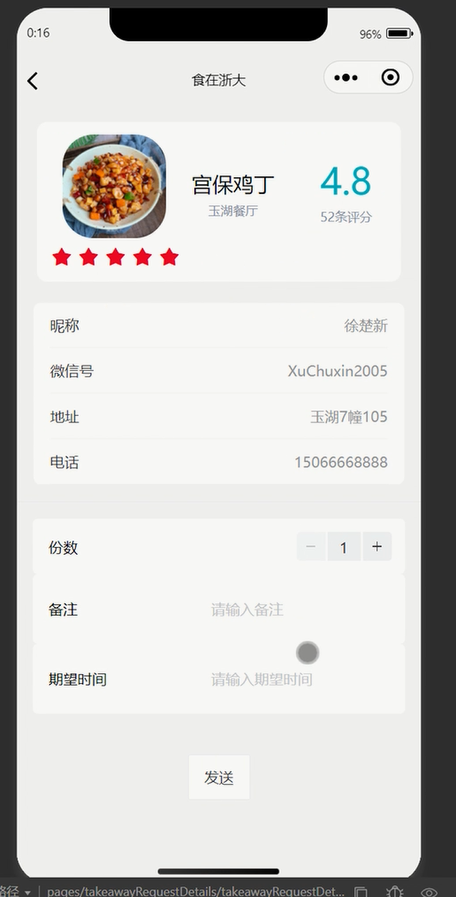 0:16 96%
食在浙大
宫保鸡丁
玉湖餐厅
4.8
52条评分
昵称 徐楚新
微信号 XuChuxin2005
地址 玉湖7幢105
电话 15066668888
份数 − 1 +
备注 请输入备注
期望时间 请输入期望时间
发送
路径 pages/takeawayRequestDetails/takeawayRequestDet...